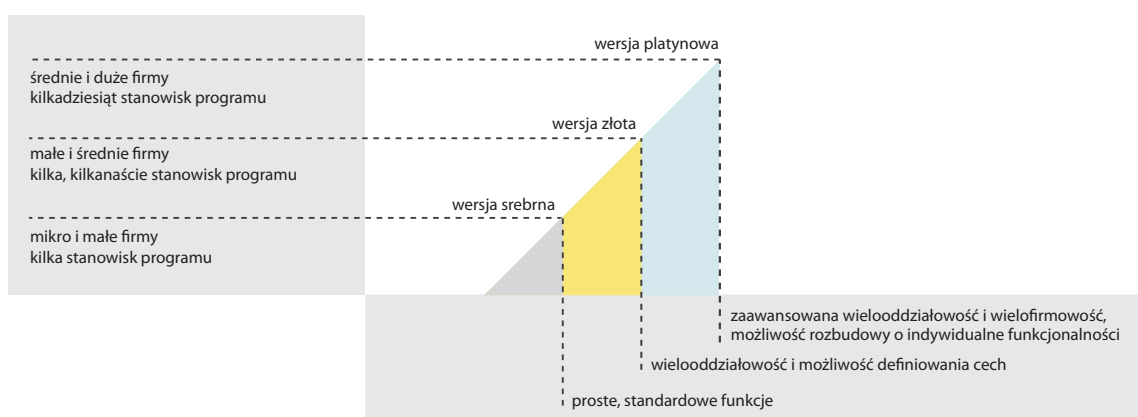 wersja platynowa
średnie i duże firmy
kilkadziesiąt stanowisk programu
wersja złota
małe i średnie firmy
kilka, kilkanaście stanowisk programu
wersja srebrna
mikro i małe firmy
kilka stanowisk programu
zaawansowana wielooddziałowość i wielofirmowość,
możliwość rozbudowy o indywidualne funkcjonalności
wielooddziałowość i możliwość definiowania cech
proste, standardowe funkcje